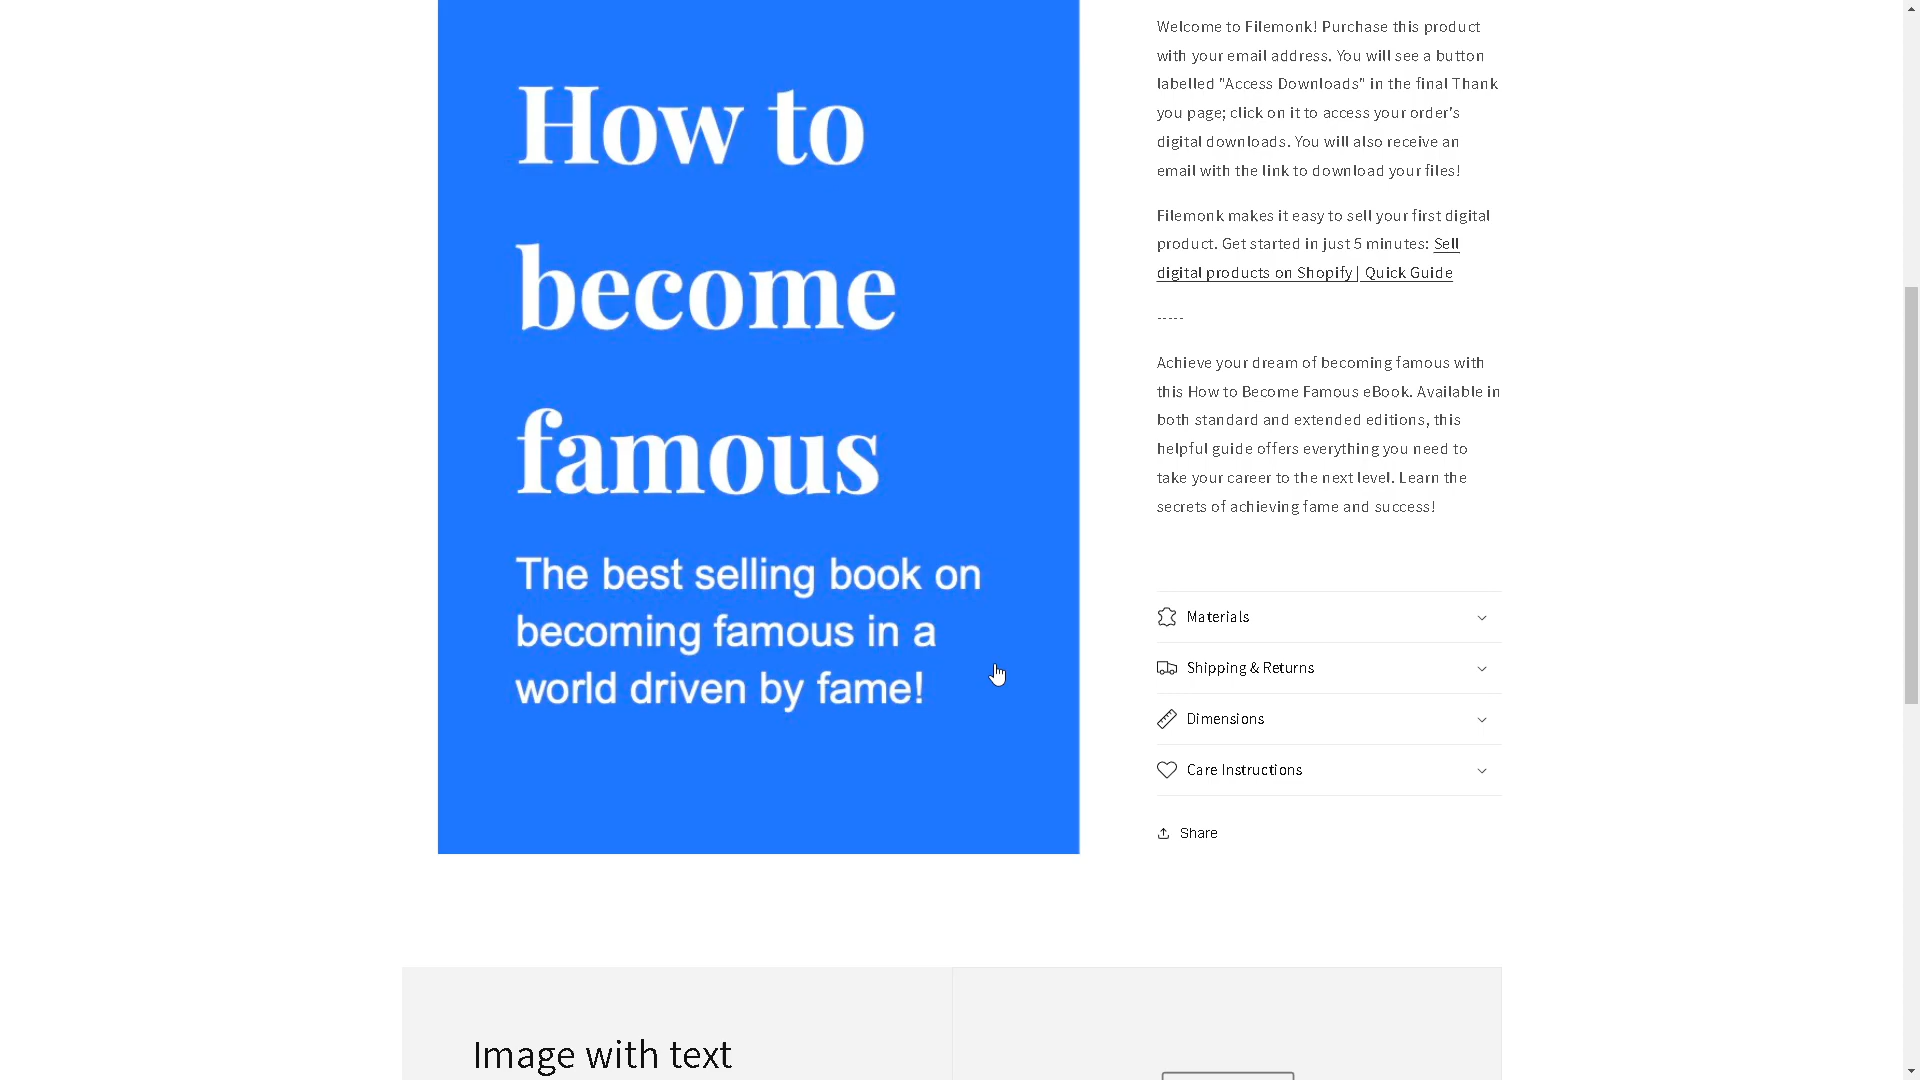 How to
become
famous
The best selling book on
becoming famous in a
world driven by fame!
Welcome to Filemonk! Purchase this product
with your email address. You will see a button
labelled "Access Downloads" in the final Thank
you page; click on it to access your order's
digital downloads. You will also receive an
email with the link to download your files!
Filemonk makes it easy to sell your first digital
product. Get started in just 5 minutes: Sell
digital products on Shopify | Quick Guide
-----
Achieve your dream of becoming famous with
this How to Become Famous eBook. Available in
both standard and extended editions, this
helpful guide offers everything you need to
take your career to the next level. Learn the
secrets of achieving fame and success!
Materials
Shipping & Returns
Dimensions
Care Instructions
Share
Image with text